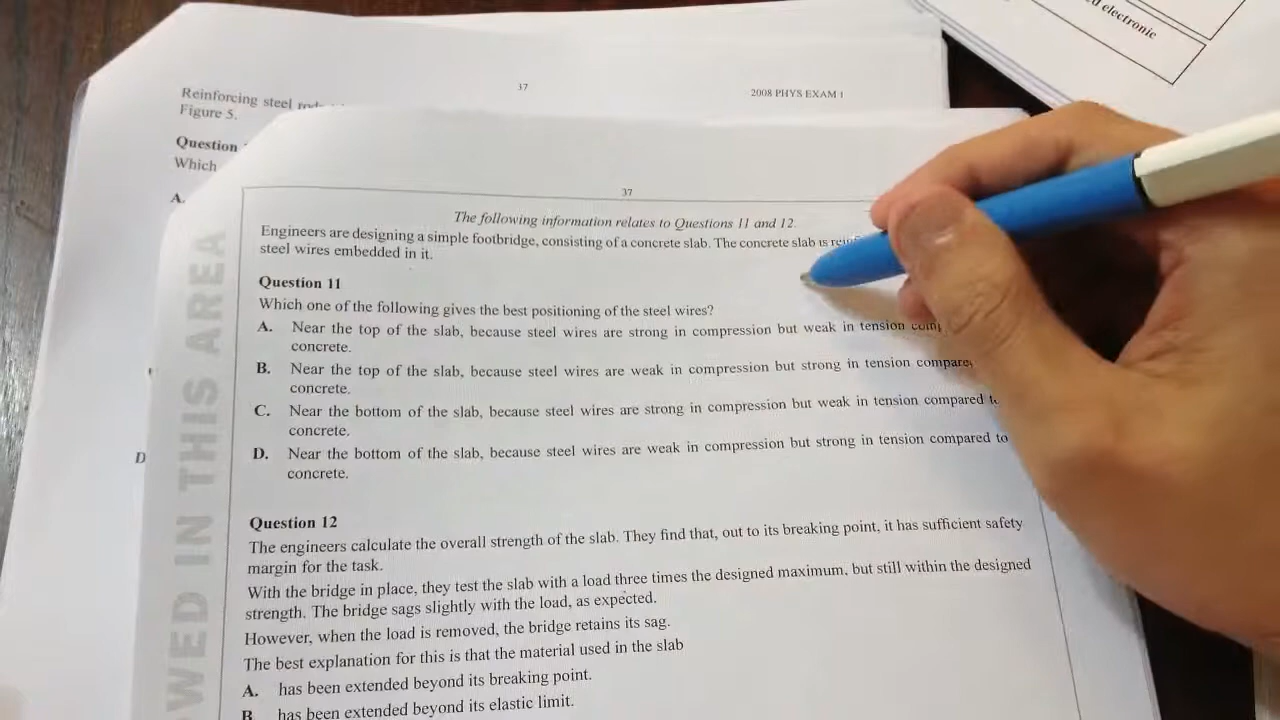 d electronic
37
2008 PHYS EXAM 1
Reinforcing steel
Figure 5.
Question
Which
A.
D
WED IN THIS AREA
37
The following information relates to Questions 11 and 12.
Engineers are designing a simple footbridge, consisting of a concrete slab. The concrete slab is
steel wires embedded in it.
Question 11
Which one of the following gives the best positioning of the steel wires?
A. Near the top of the slab, because steel wires are strong in compression but weak in tension
concrete.
B. Near the top of the slab, because steel wires are weak in compression but strong in tension compare
concrete.
C. Near the bottom of the slab, because steel wires are strong in compression but weak in tension compared
concrete.
D. Near the bottom of the slab, because steel wires are weak in compression but strong in tension compared to
concrete.
Question 12
The engineers calculate the overall strength of the slab. They find that, out to its breaking point, it has sufficient safety
margin for the task.
With the bridge in place, they test the slab with a load three times the designed maximum, but still within the designed
strength. The bridge sags slightly with the load, as expected.
However, when the load is removed, the bridge retains its sag.
The best explanation for this is that the material used in the slab
A. has been extended beyond its breaking point.
B. has been extended beyond its elastic limit.